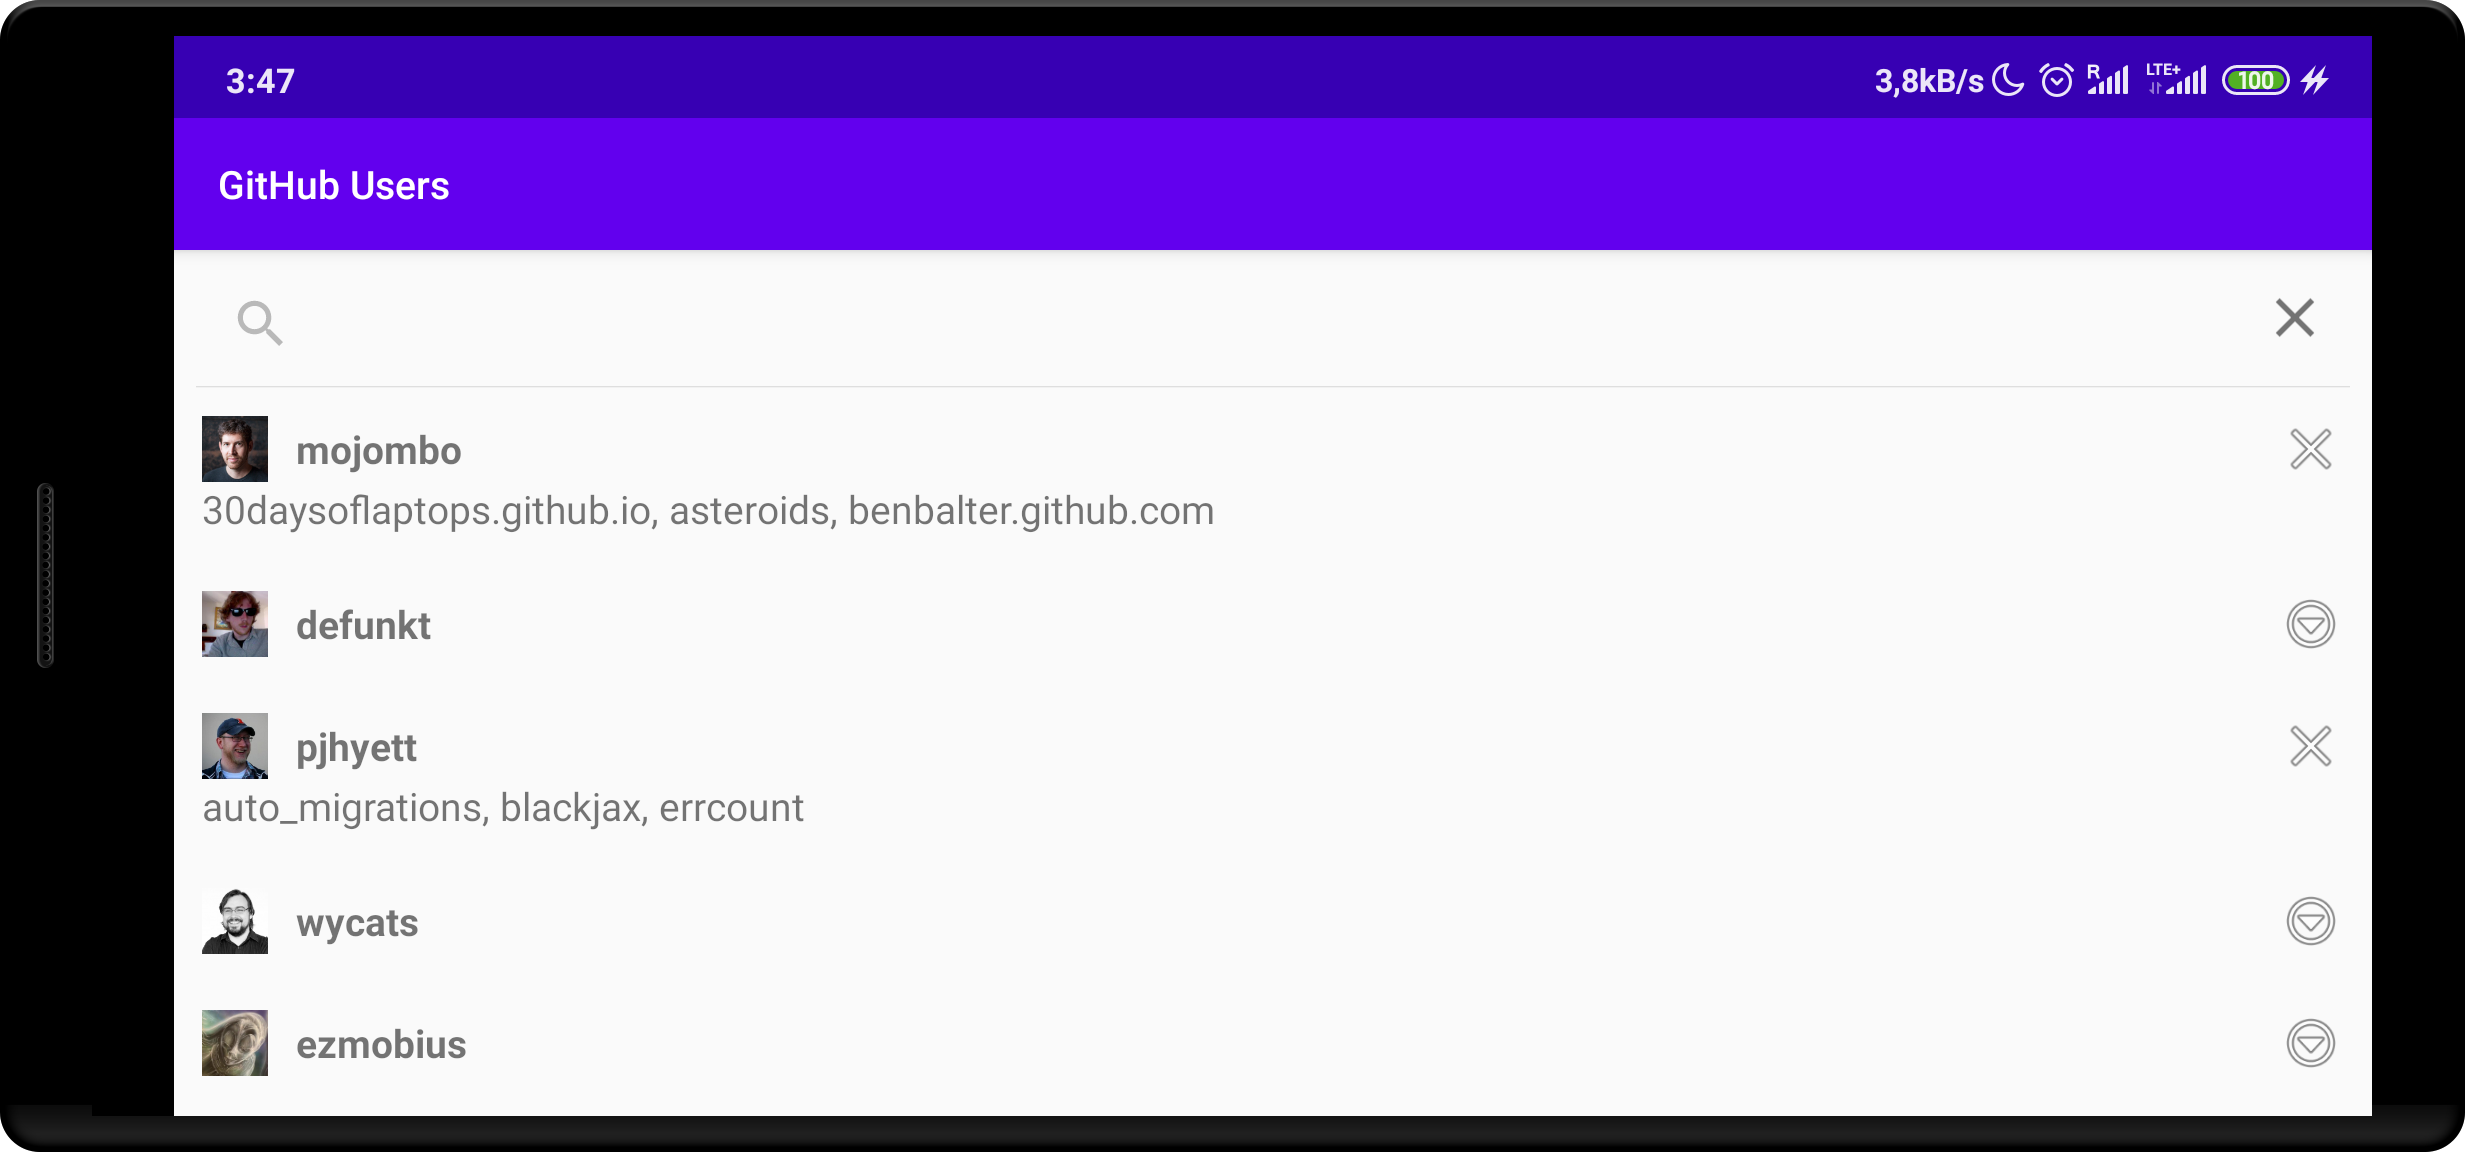 3:47 3,8kB/s R LTE+ 100
GitHub Users
mojombo
30daysoflaptops.github.io, asteroids, benbalter.github.com
defunkt
pjhyett
auto_migrations, blackjax, errcount
wycats
ezmobius